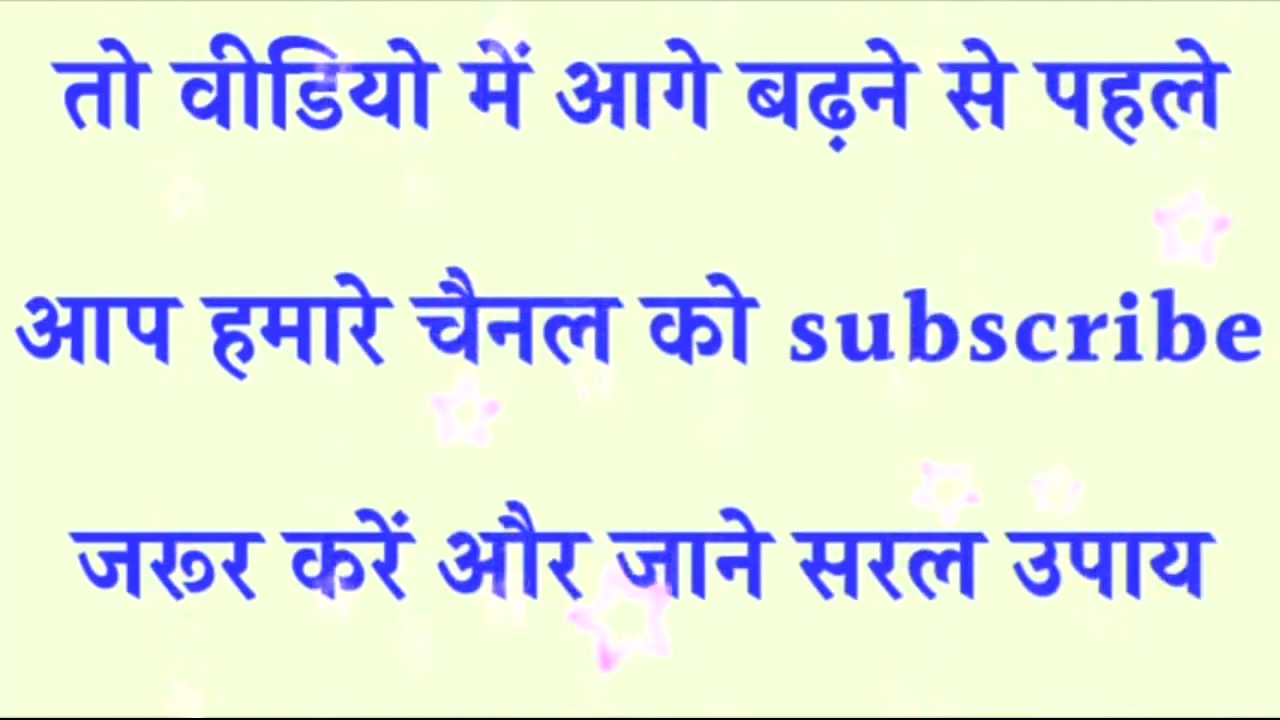 तो वीडियो में आगे बढ़ने से पहले
आप हमारे चैनल को subscribe
जरूर करें और जाने सरल उपाय